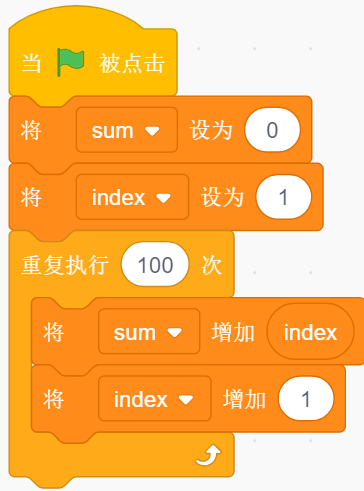 当 被点击
将 sum 设为 0
将 index 设为 1
重复执行 100 次
将 sum 增加 index
将 index 增加 1